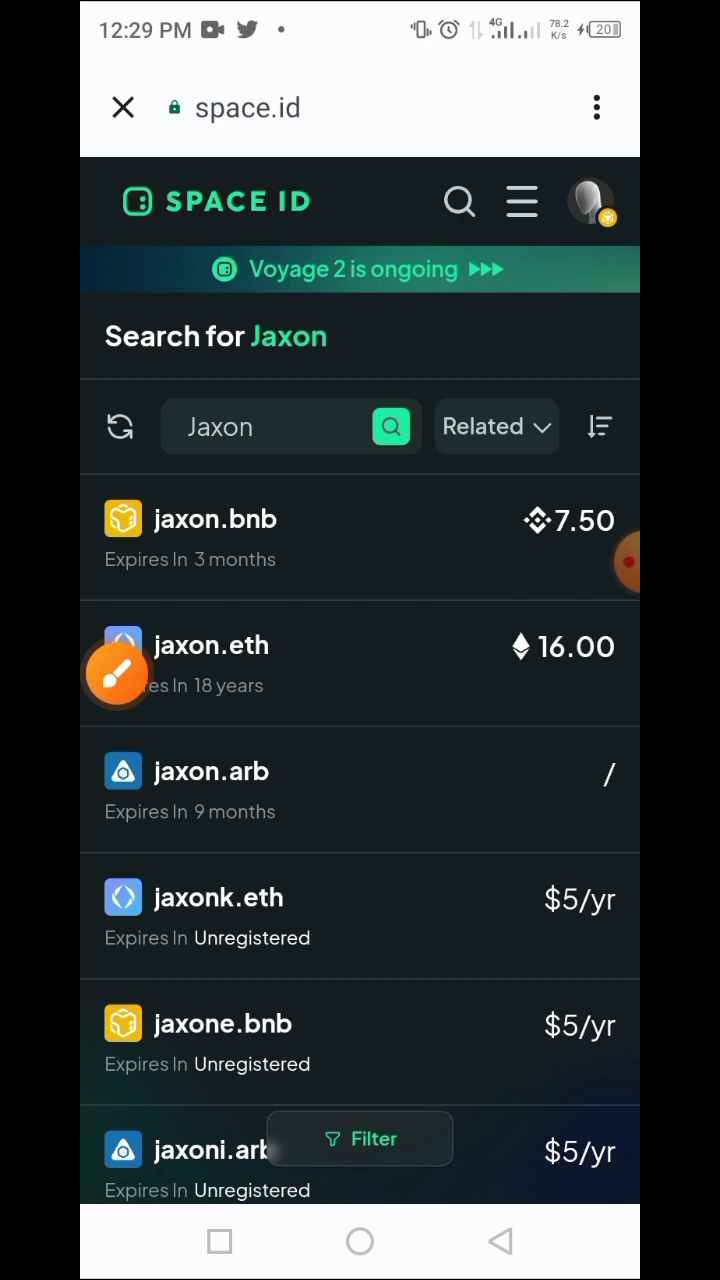 12:29 PM
4G
78.2
K/s
20
space.id
SPACE ID
Voyage 2 is ongoing
Search for Jaxon
Jaxon
Related
jaxon.bnb
7.50
Expires In 3 months
jaxon.eth
16.00
res In 18 years
jaxon.arb
/
Expires In 9 months
jaxonk.eth
$5/yr
Expires In Unregistered
jaxone.bnb
$5/yr
Expires In Unregistered
jaxoni.arb
Filter
$5/yr
Expires In Unregistered